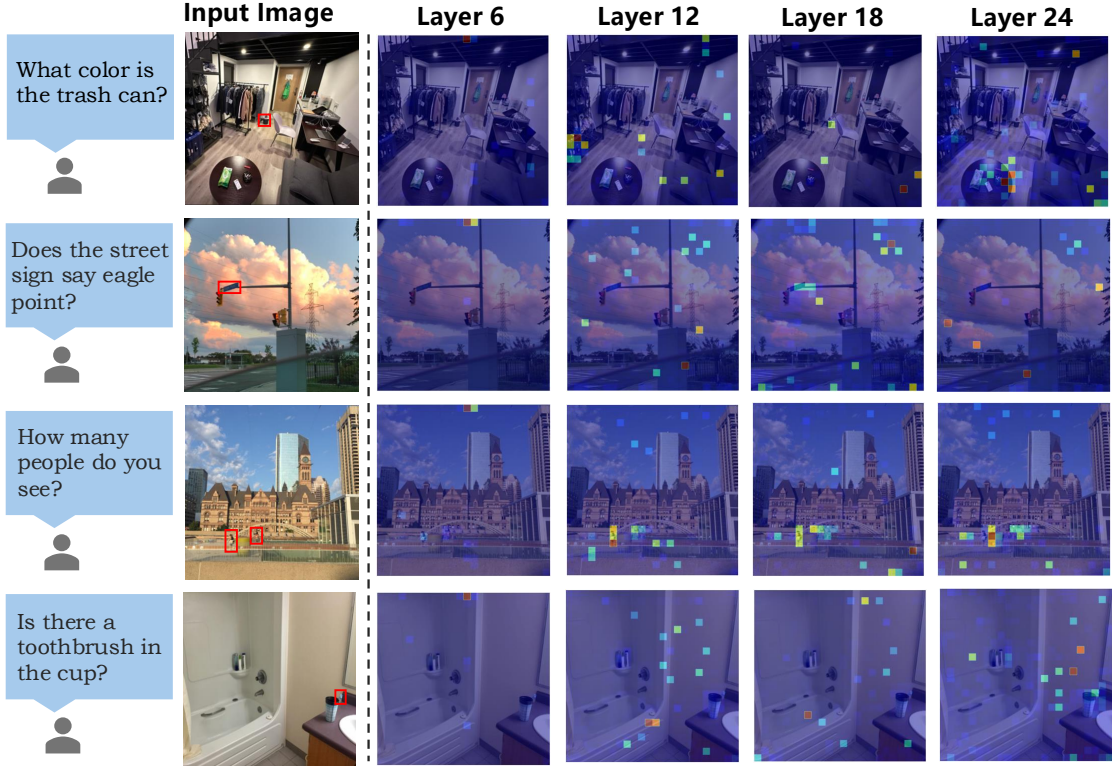 Input Image
Layer 6
Layer 12
Layer 18
Layer 24
What color is
the trash can?
Does the street
sign say eagle
point?
How many
people do you
see?
Is there a
toothbrush in
the cup?